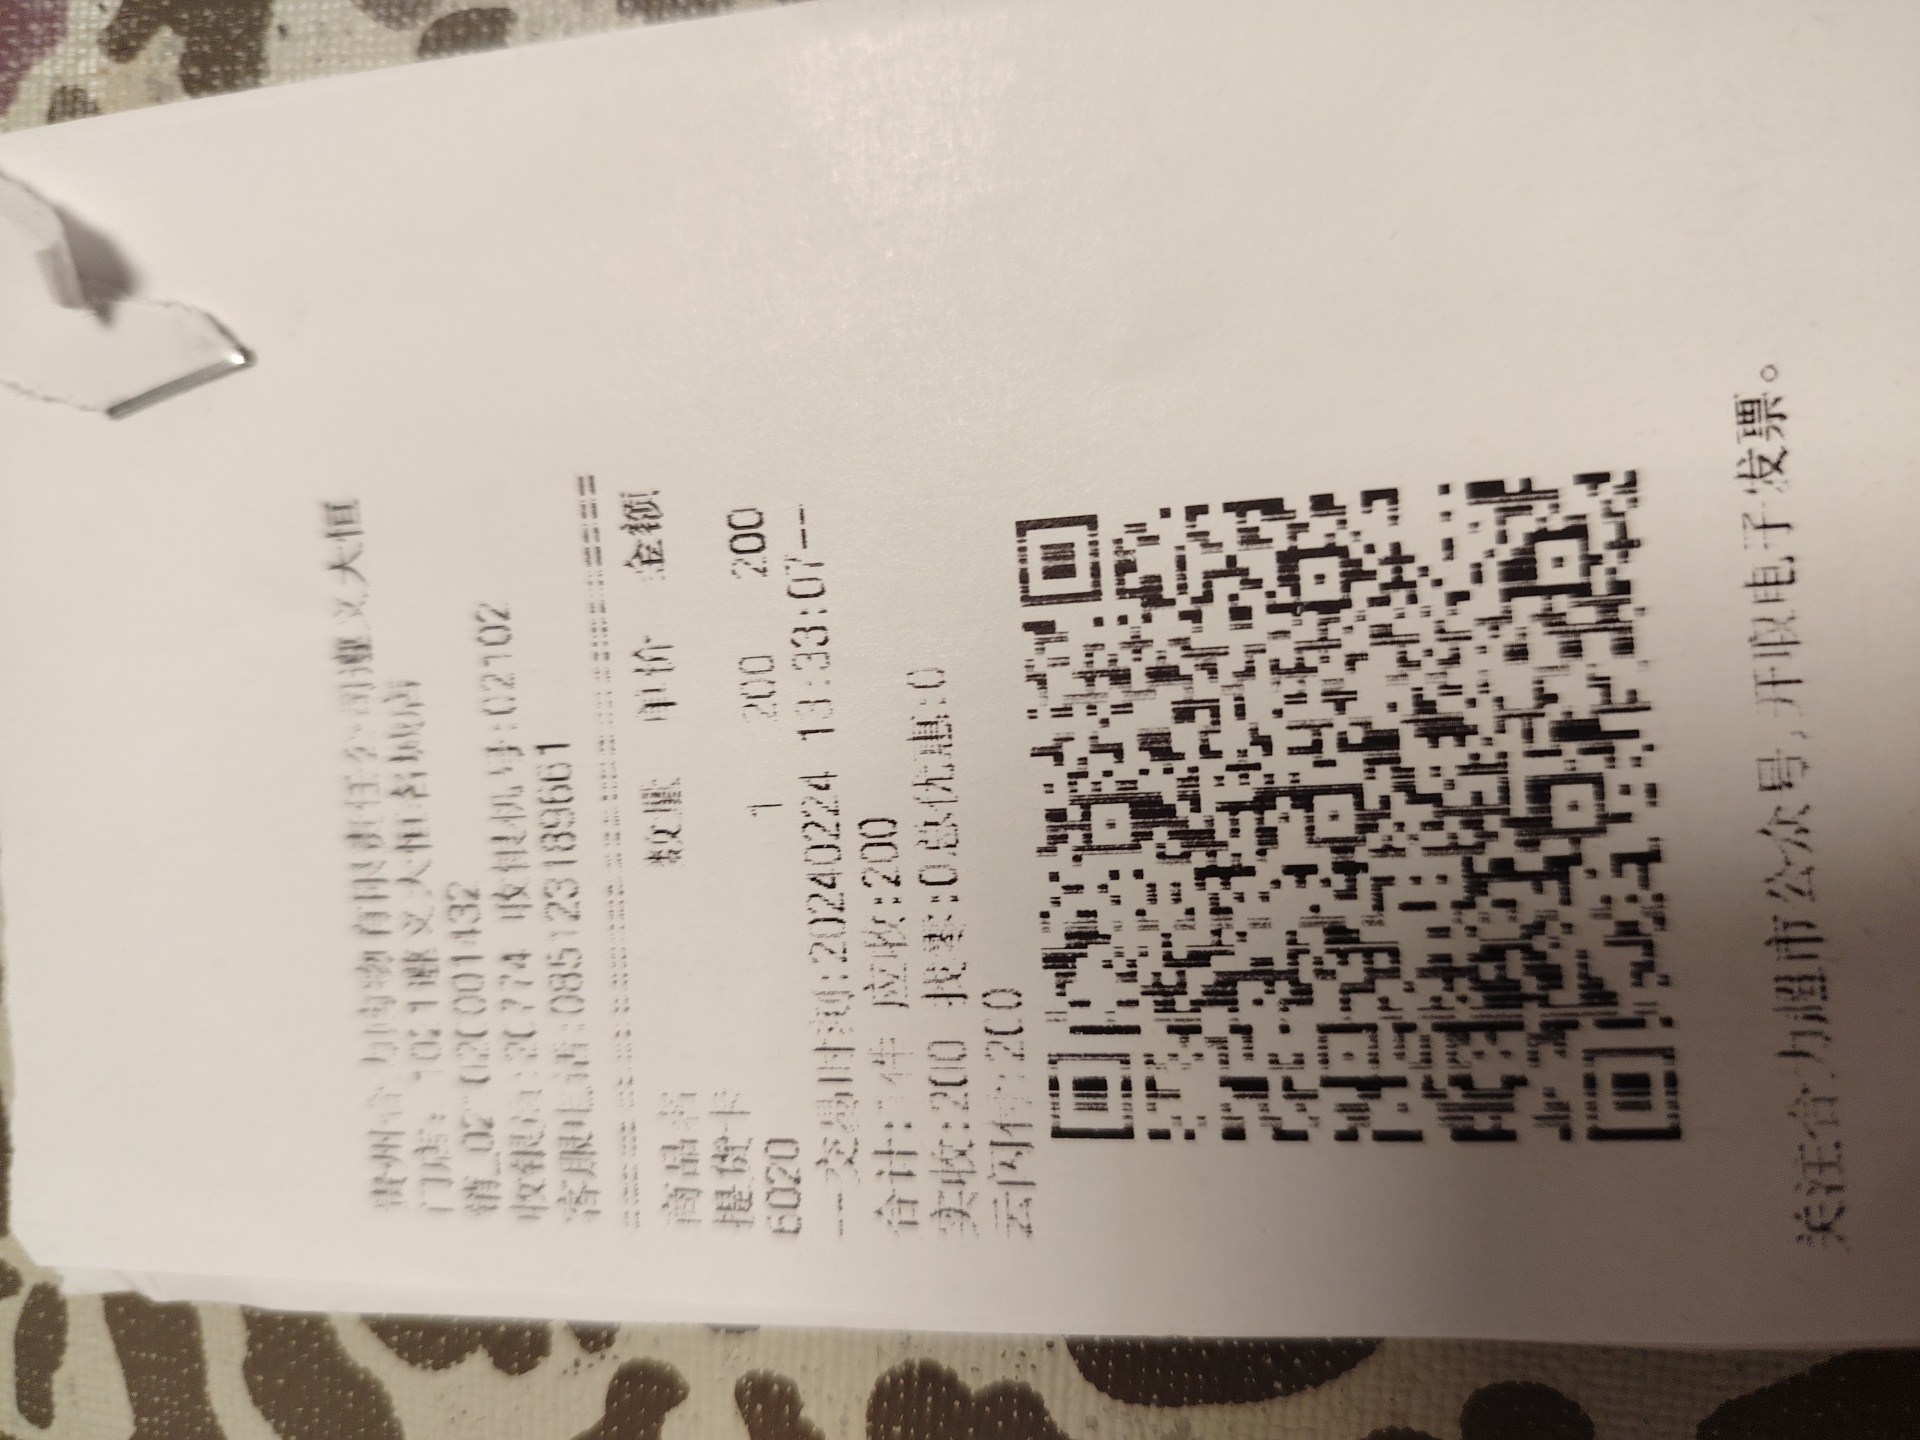 贵州合力购物有限责任公司遵义大恒
门店: 1021遵义大恒名城店
销_02 020001432
收银员:20774 收银机号:02102
客服电话:085123189661
商品名 数量 单价 金额
提货卡
6020 1 200 200
--交易时间:20240224 13:33:07--
合计:1件 应收:200
实收:200 找零:0总优惠:0
云闪付:200
关注合力超市公众号,开取电子发票。